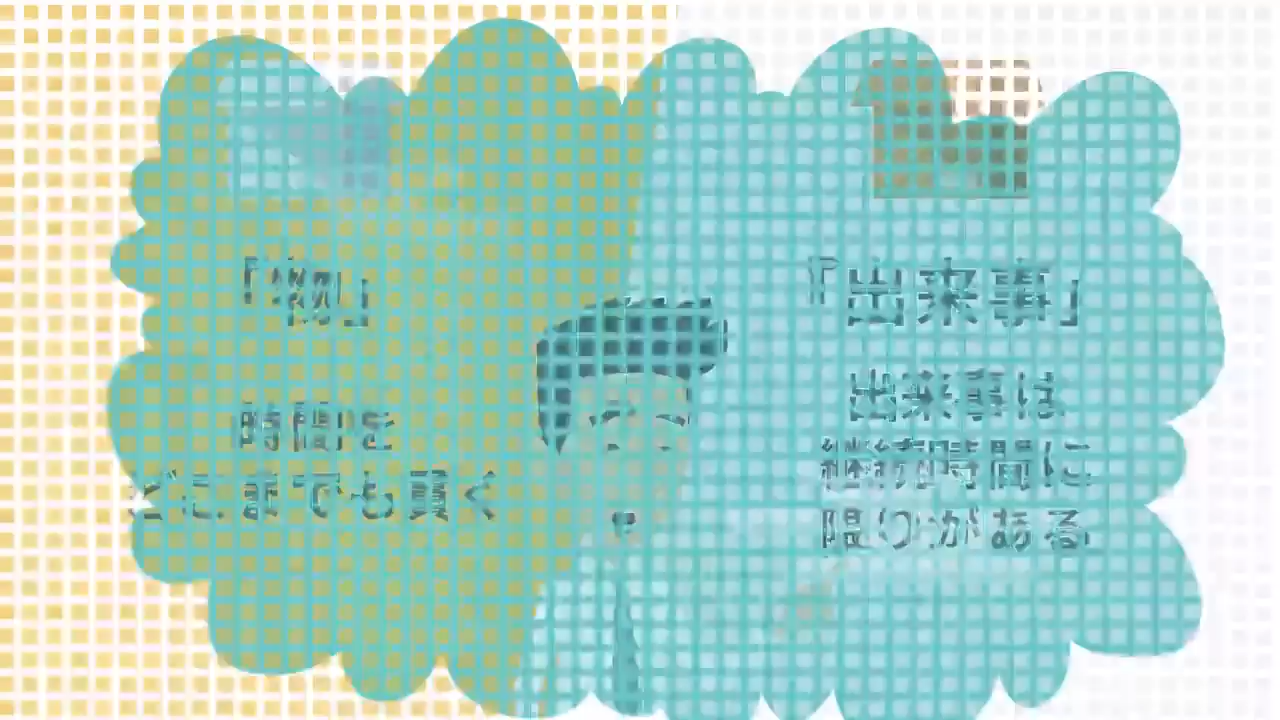 「物」
時間を
どこまでも貫く
「出来事」
出来事は
継続時間に
限りがある